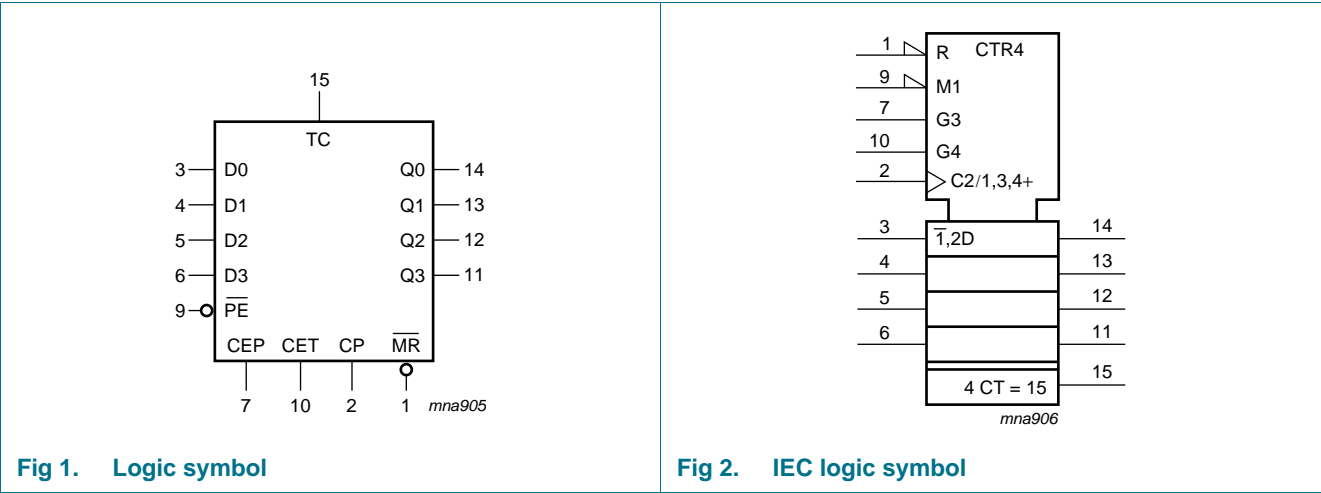 15
TC
3 D0 Q0 14
4 D1 Q1 13
5 D2 Q2 12
6 D3 Q3 11
9 P̅E̅
CEP CET CP M̅R̅
7 10 2 1 mna905
Fig 1. Logic symbol
1 R CTR4
9 M1
7 G3
10 G4
2 C2/1,3,4+
3 1̅,2D 14
4 13
5 12
6 11
4 CT = 15 15
mna906
Fig 2. IEC logic symbol